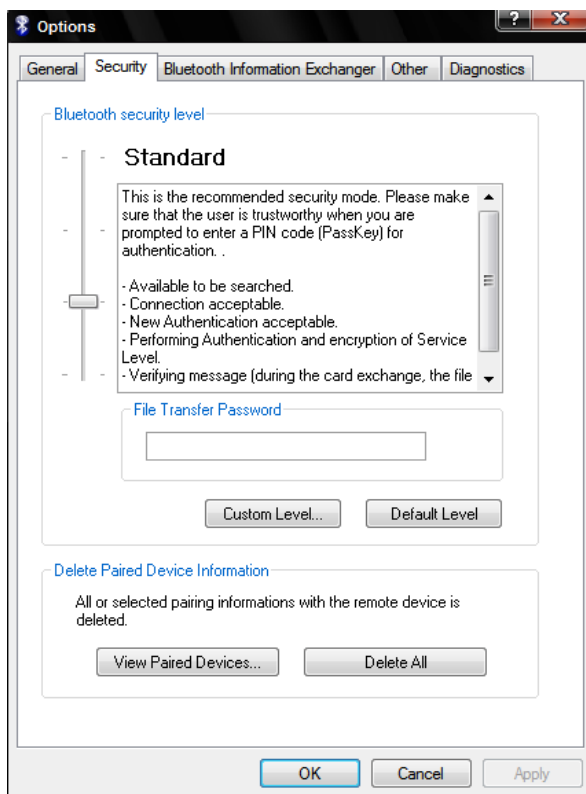 Options
?
X
General Security Bluetooth Information Exchanger Other Diagnostics
Bluetooth security level
Standard
This is the recommended security mode. Please make
sure that the user is trustworthy when you are
prompted to enter a PIN code (PassKey) for
authentication. .
- Available to be searched.
- Connection acceptable.
- New Authentication acceptable.
- Performing Authentication and encryption of Service
Level.
- Verifying message (during the card exchange, the file
File Transfer Password
Custom Level... Default Level
Delete Paired Device Information
All or selected pairing informations with the remote device is
deleted.
View Paired Devices... Delete All
OK Cancel Apply